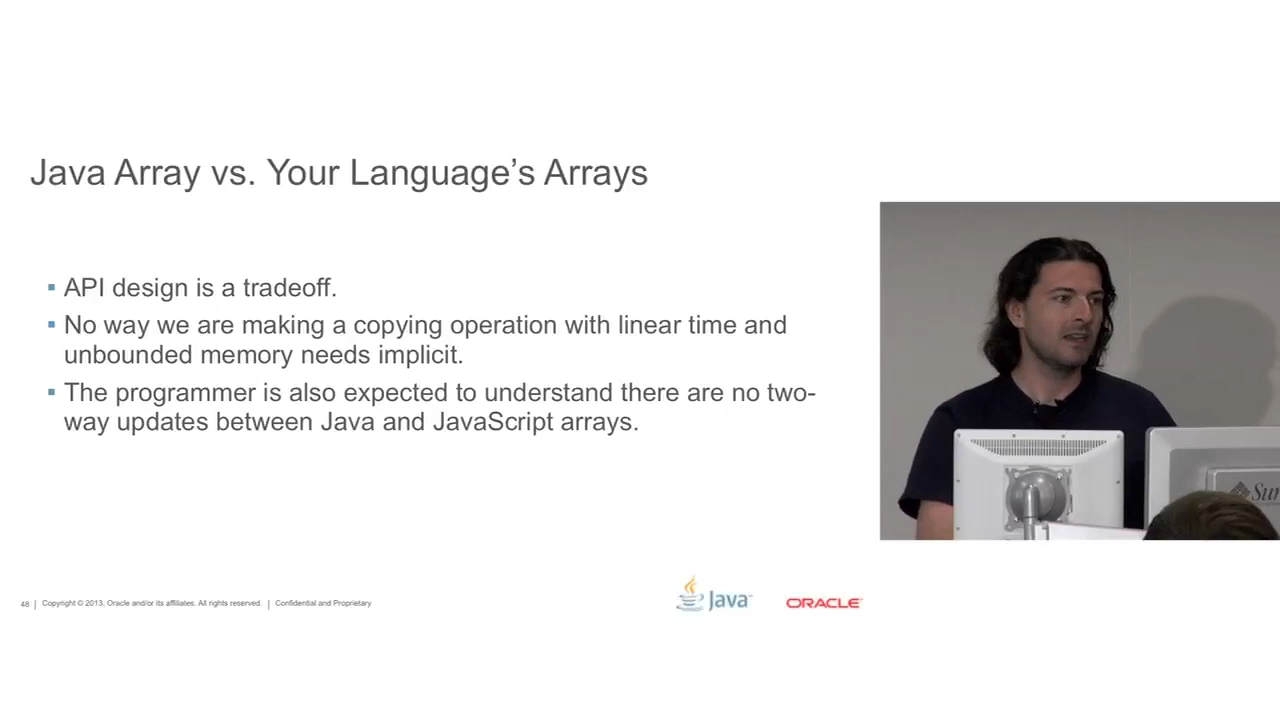 Java Array vs. Your Language's Arrays
▪ API design is a tradeoff.
▪ No way we are making a copying operation with linear time and
unbounded memory needs implicit.
▪ The programmer is also expected to understand there are no two-
way updates between Java and JavaScript arrays.
Sun
48 | Copyright © 2013, Oracle and/or its affiliates. All rights reserved. | Confidential and Proprietary
Java™
ORACLE